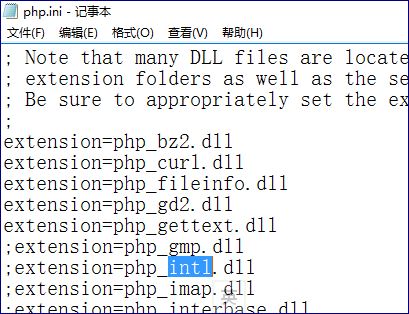 php.ini - 记事本
文件(F) 编辑(E) 格式(O) 查看(V) 帮助(H)
; Note that many DLL files are locate
; extension folders as well as the se
; Be sure to appropriately set the ex
;
extension=php_bz2.dll
extension=php_curl.dll
extension=php_fileinfo.dll
extension=php_gd2.dll
extension=php_gettext.dll
;extension=php_gmp.dll
;extension=php_intl.dll
;extension=php_imap.dll
;extension=php_interbase.dll
英